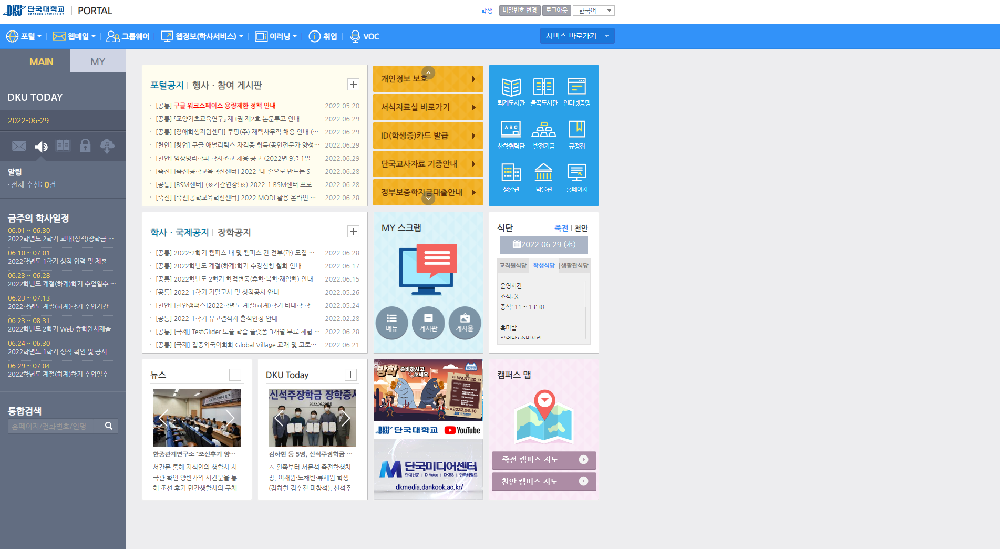 DKU 단국대학교
DANKOOK UNIVERSITY
PORTAL
학생
비밀번호 변경
로그아웃
한국어
포털
웹메일
그룹웨어
웹정보(학사서비스)
이러닝
취업
VOC
서비스 바로가기
MAIN
MY
DKU TODAY
2022-06-29
알림
· 전체 수신: 0건
금주의 학사일정
06.01 ~ 06.30
2022학년도 2학기 교내(성적)장학금 ···
06.10 ~ 07.01
2022학년도 1학기 성적 입력 및 제출 ···
06.23 ~ 06.28
2022학년도 계절(하계)학기 수업일수 ···
06.23 ~ 07.13
2022학년도 계절(하계)학기 수업기간
06.23 ~ 08.31
2022학년도 2학기 Web 휴학원서제출
06.24 ~ 06.30
2022학년도 1학기 성적 확인 및 공시···
06.29 ~ 07.04
2022학년도 계절(하계)학기 수업일수 ···
통합검색
홈페이지/전화번호/인명
포털공지
행사 · 참여 게시판
· [공통] 구글 워크스페이스 용량제한 정책 안내 2022.05.20
· [공통] 『교양기초교육연구』 제3권 제2호 논문투고 안내 2022.06.29
· [공통] [장애학생지원센터] 쿠팡(주) 재택사무직 채용 안내 (··· 2022.06.29
· [천안] [창업] 구글 애널리틱스 자격증 취득(공인전문가 양성··· 2022.06.29
· [천안] 임상병리학과 학사조교 채용 공고 (2022년 9월 1일 ··· 2022.06.29
· [죽전] [죽전|공학교육혁신센터] 2022 '내 손으로 만드는 S··· 2022.06.28
· [공통] [BSM센터] (※기간연장!※) 2022-1 BSM센터 프로··· 2022.06.28
· [죽전] [죽전|공학교육혁신센터] 2022 MODI 활용 온라인 ··· 2022.06.28
개인정보 보호
서식자료실 바로가기
ID(학생증)카드 발급
단국교사자료 기증안내
정부보증학자금대출안내
퇴계도서관
율곡도서관
인터넷증명
ABC
산학협력단
발전기금
규정집
생활관
박물관
홈페이지
학사 · 국제공지
장학공지
· [공통] 2022-2학기 캠퍼스 내 및 캠퍼스 간 전부(과) 모집 ··· 2022.06.28
· [공통] 2022학년도 계절(하계)학기 수강신청 철회 안내 2022.06.17
· [공통] 2022학년도 2학기 학적변동(휴학·복학·재입학) 안내 2022.06.15
· [공통] 2022-1학기 기말고사 및 성적공시 안내 2022.05.26
· [천안] [천안캠퍼스]2022학년도 계절(하계)학기 타대학 학··· 2022.05.24
· [공통] 2022-1학기 유고결석자 출석인정 안내 2022.02.28
· [공통] [국제] TestGlider 토플 학습 플랫폼 3개월 무료 체험 ··· 2022.06.28
· [공통] [국제] 집중외국어회화 Global Village 교재 및 코로··· 2022.06.21
MY 스크랩
메뉴
게시판
게시물
식단
죽전
천안
2022.06.29 (水)
교직원식당
학생식당
생활관식당
운영시간
조식: X
중식: 11 ~ 13:30
흑미밥
뉴스
한중관계연구소 “조선후기 양···
서간문 통해 지식인의 생활사·시
국관 확인 양반가의 서간문을 통
해 조선 후기 민간생활사의 구체
DKU Today
신석주장학금 장학증서
김하현 등 5명, 신석주장학금 ···
△ 왼쪽부터 서문석 죽전학생처
장, 이재원·도해빈·류세원 학생
(김하현·김수진 미참석), 신석주
방학 준비하시고
쏘세요
WANTED
2022.06.16
DKU 단국대학교 YouTube
단국미디어센터
단대신문 | D-Voice | DKBS | 단국헤럴드
dkmedia.dankook.ac.kr/
캠퍼스 맵
죽전 캠퍼스 지도
천안 캠퍼스 지도